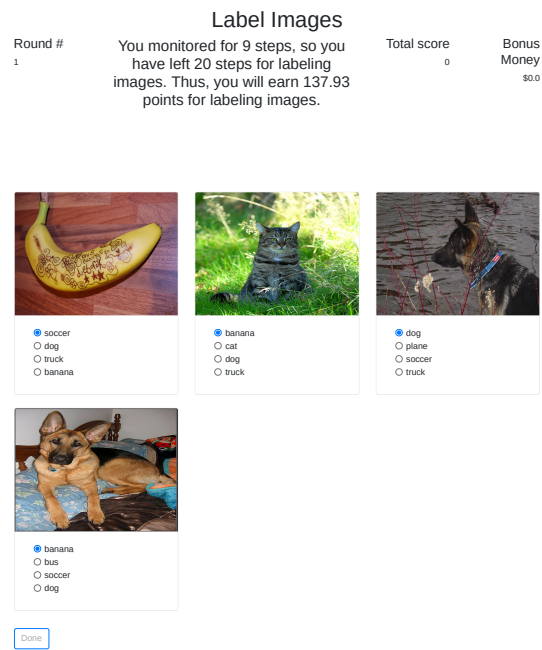 Label Images
Round #
1
You monitored for 9 steps, so you
have left 20 steps for labeling
images. Thus, you will earn 137.93
points for labeling images.
Total score
0
Bonus
Money
$0.0
soccer
dog
truck
banana
banana
cat
dog
truck
dog
plane
soccer
truck
banana
bus
soccer
dog
Done